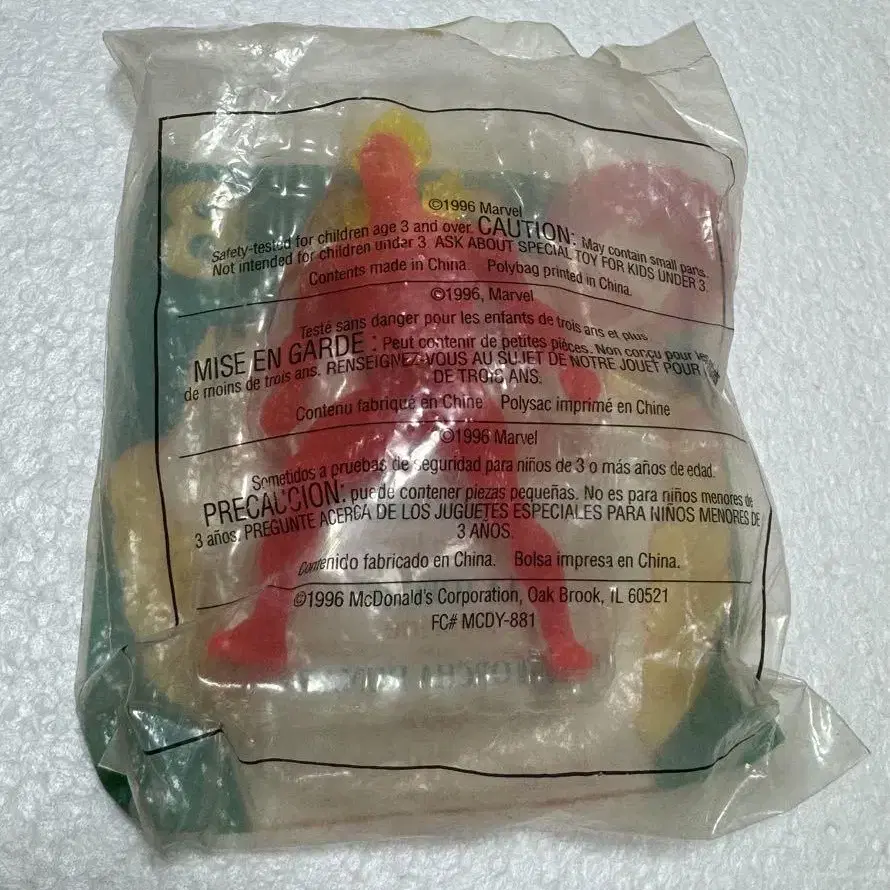 ©1996 Marvel
Safety-tested for children age 3 and over. CAUTION: May contain small parts.
Not intended for children under 3. ASK ABOUT SPECIAL TOY FOR KIDS UNDER 3.
Contents made in China. Polybag printed in China.
©1996, Marvel
Testé sans danger pour les enfants de trois ans et plus
MISE EN GARDE : Peut contenir de petites pièces. Non conçu pour les
de moins de trois ans. RENSEIGNEZ-VOUS AU SUJET DE NOTRE JOUET POUR
DE TROIS ANS.
Contenu fabriqué en Chine Polysac imprimé en Chine
©1996 Marvel
Sometidos a pruebas de seguridad para niños de 3 o más años de edad.
PRECAUCION: puede contener piezas pequeñas. No es para niños menores de
3 años. PREGUNTE ACERCA DE LOS JUGUETES ESPECIALES PARA NIÑOS MENORES DE
3 AÑOS.
Contenido fabricado en China. Bolsa impresa en China.
©1996 McDonald's Corporation, Oak Brook, IL 60521
FC# MCDY-881